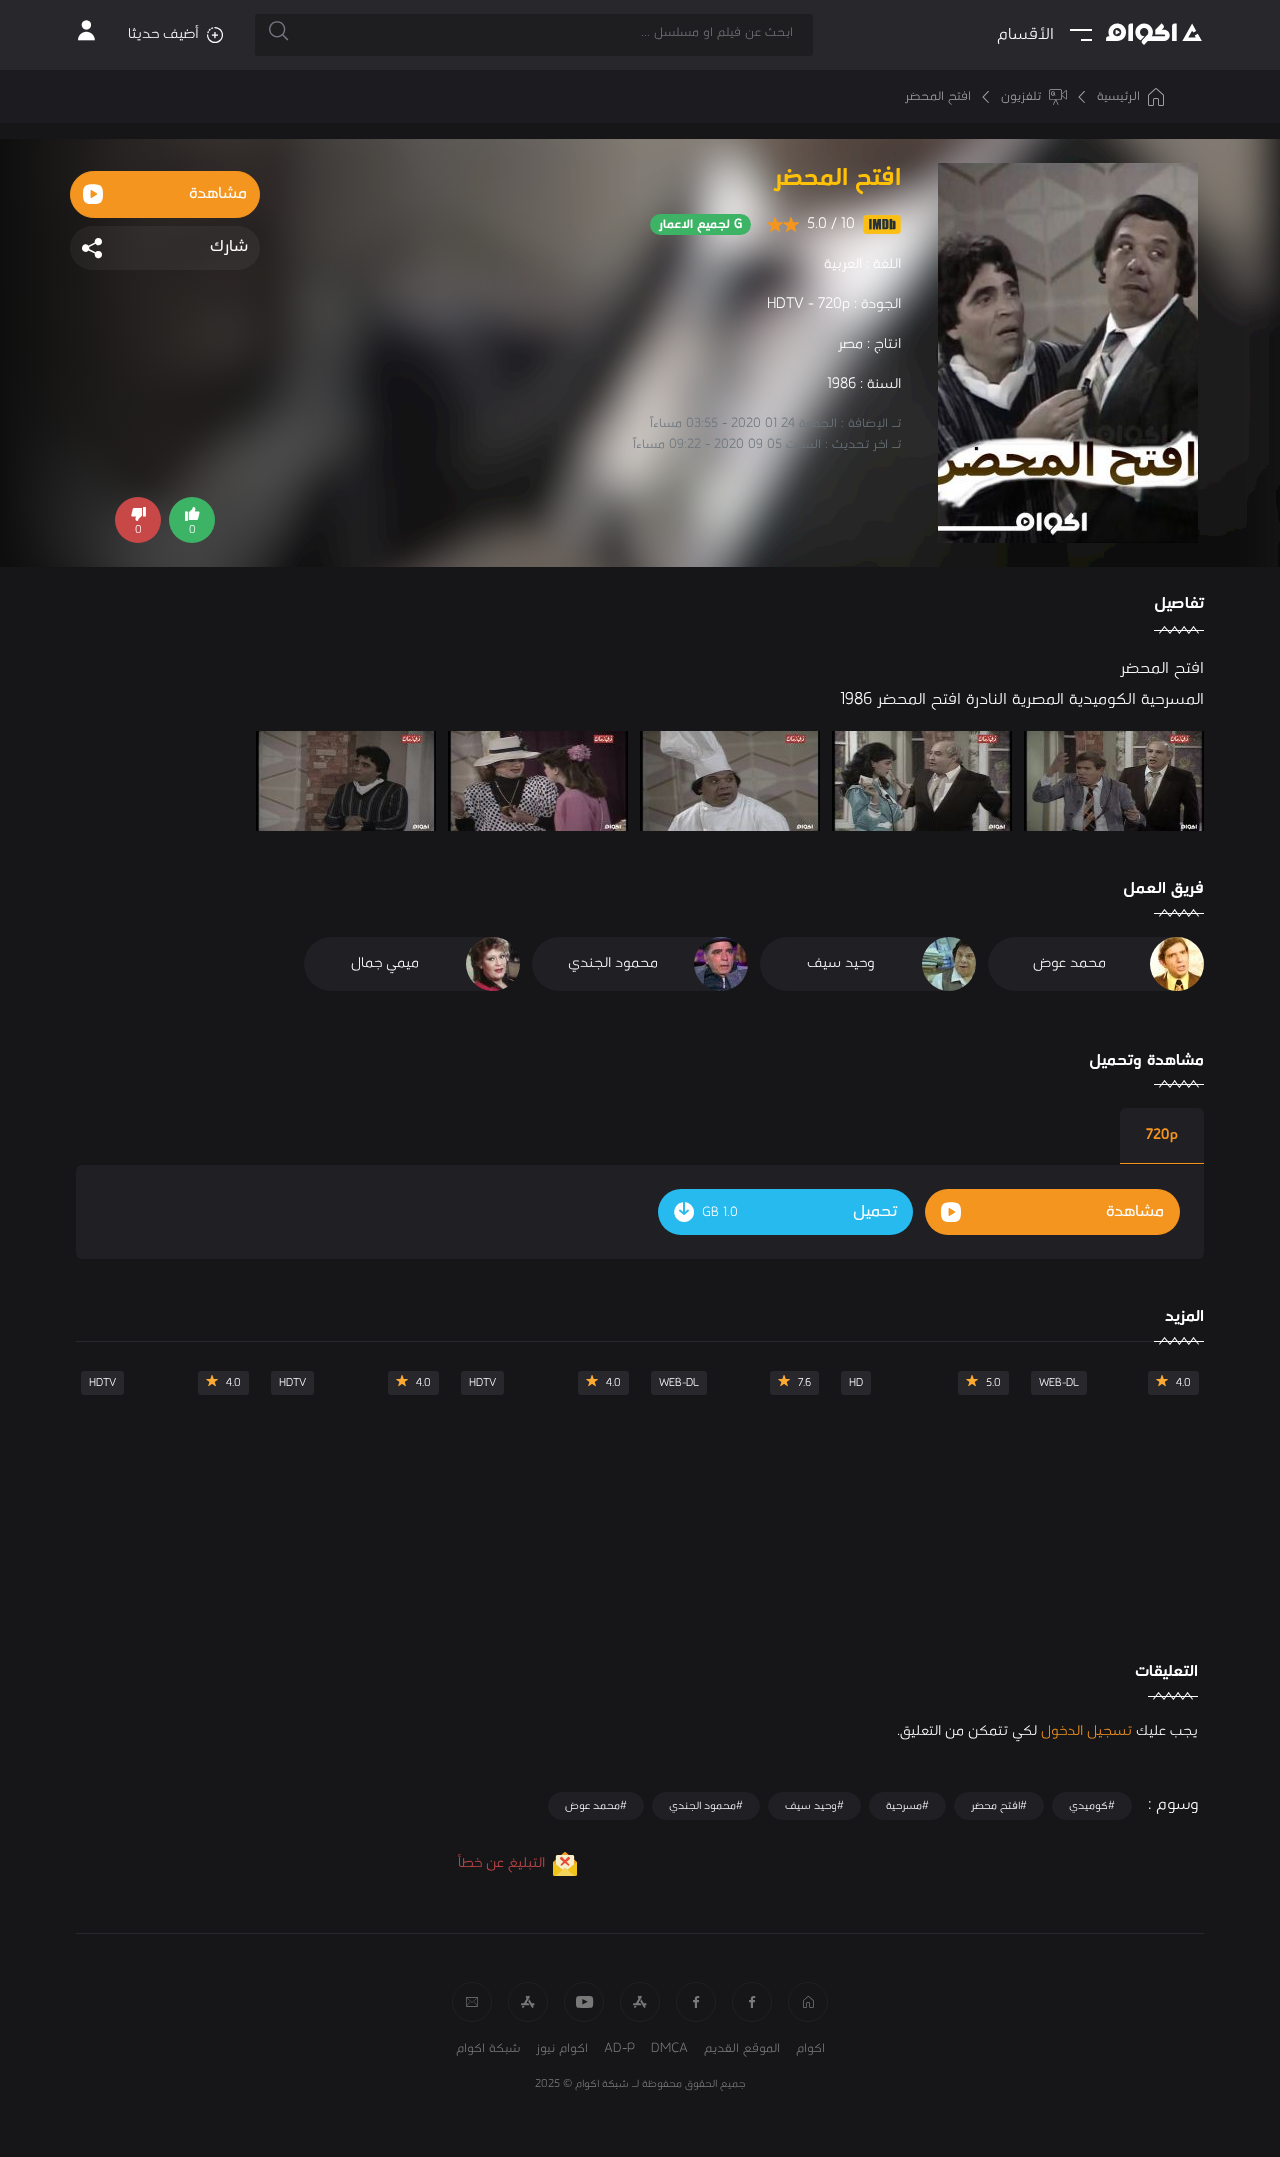 اكوام
الأقسام
ابحث عن فيلم او مسلسل ...
أضيف حديثا
الرئيسية
تلفزيون
افتح المحضر
افتح المحضر
مشاهدة
شارك
IMDb 10 / 5.0
G لجميع الاعمار
اللغة : العربية
الجودة : HDTV - 720p
انتاج : مصر
السنة : 1986
تـ الإضافة : الجمعة 24 01 2020 - 03:55 مساءاً
تـ اخر تحديث : السبت 05 09 2020 - 09:22 مساءاً
افتح المحضر
اكوام
0
0
تفاصيل
افتح المحضر
المسرحية الكوميدية المصرية النادرة افتح المحضر 1986
اكوام
اكوام
اكوام
اكوام
اكوام
فريق العمل
محمد عوض
وحيد سيف
محمود الجندي
ميمي جمال
مشاهدة وتحميل
720p
مشاهدة
تحميل
1.0 GB
المزيد
4.0
WEB-DL
5.0
HD
7.6
WEB-DL
4.0
HDTV
4.0
HDTV
4.0
HDTV
التعليقات
يجب عليك تسجيل الدخول لكي تتمكن من التعليق.
وسوم :
#كوميدي
#افتح محضر
#مسرحية
#وحيد سيف
#محمود الجندي
#محمد عوض
التبليغ عن خطأ
اكوام
الموقع القديم
DMCA
AD-P
اكوام نيوز
شبكة اكوام
جميع الحقوق محفوظة لـ شبكة اكوام © 2025